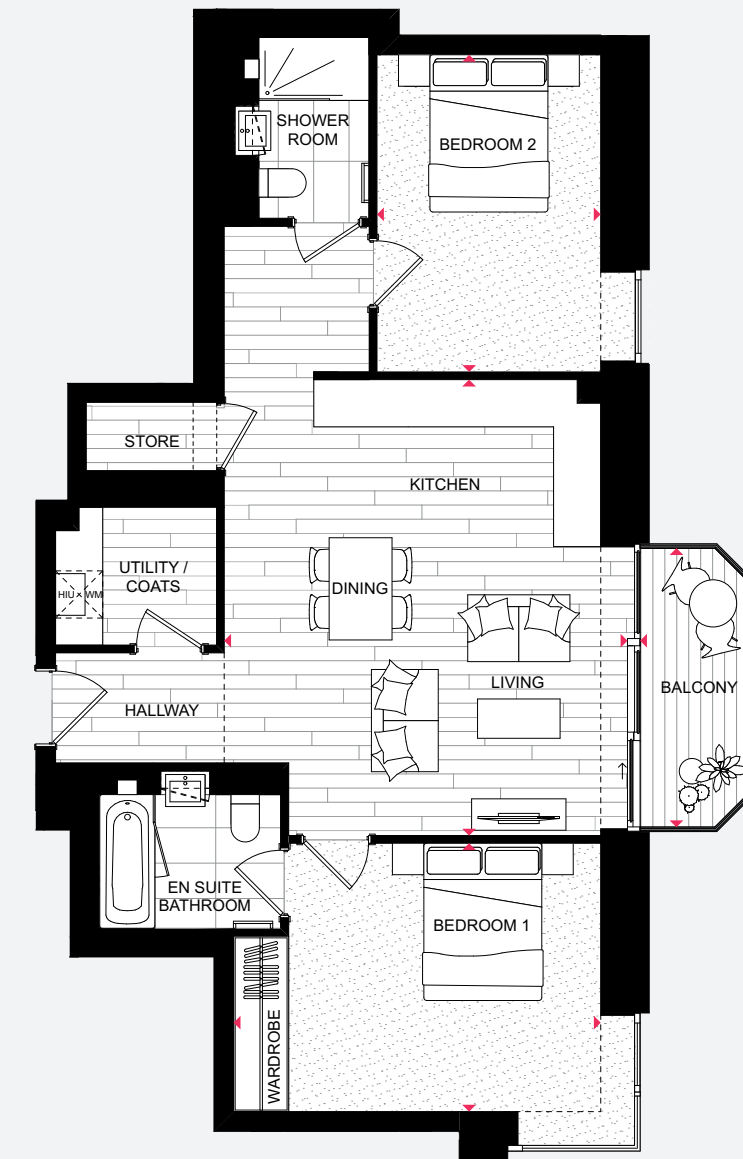 SHOWER
ROOM
BEDROOM 2
STORE
KITCHEN
UTILITY /
COATS
HIU
WM
DINING
LIVING
BALCONY
HALLWAY
EN SUITE
BATHROOM
BEDROOM 1
WARDROBE